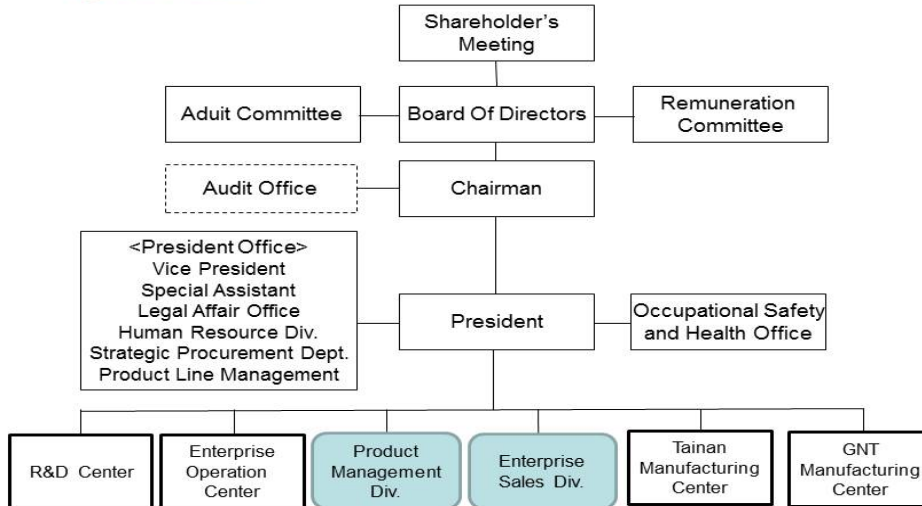 Shareholder's
Meeting
Aduit Committee
Board Of Directors
Remuneration
Committee
Audit Office
Chairman
<President Office>
Vice President
Special Assistant
Legal Affair Office
Human Resource Div.
Strategic Procurement Dept.
Product Line Management
President
Occupational Safety
and Health Office
R&D Center
Enterprise
Operation
Center
Product
Management
Div.
Enterprise
Sales Div.
Tainan
Manufacturing
Center
GNT
Manufacturing
Center